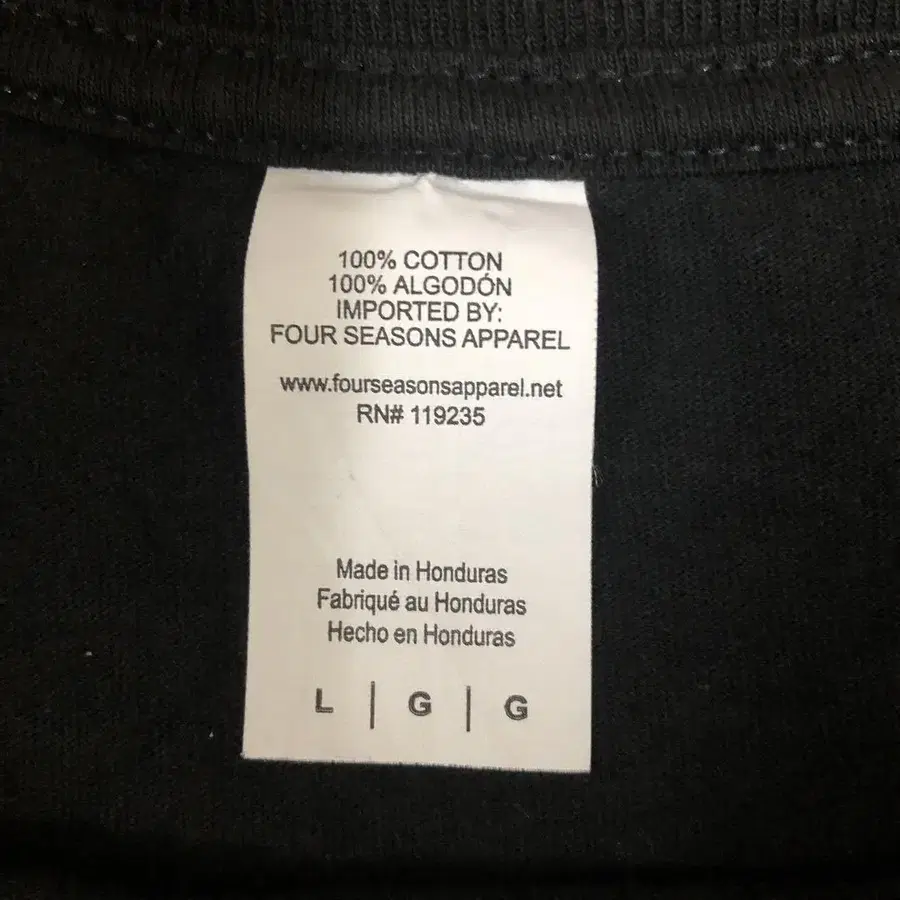 100% COTTON
100% ALGODÓN
IMPORTED BY:
FOUR SEASONS APPAREL
www.fourseasonsapparel.net
RN# 119235
Made in Honduras
Fabriqué au Honduras
Hecho en Honduras
L | G | G